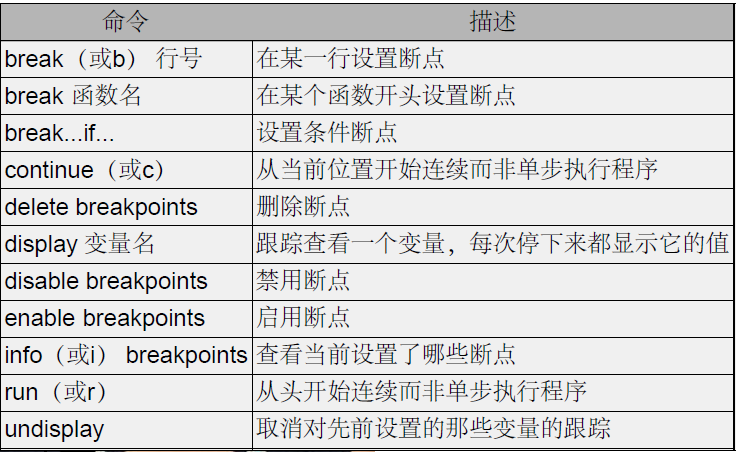 命令 描述
break（或b） 行号 在某一行设置断点
break 函数名 在某个函数开头设置断点
break...if... 设置条件断点
continue（或c） 从当前位置开始连续而非单步执行程序
delete breakpoints 删除断点
display 变量名 跟踪查看一个变量，每次停下来都显示它的值
disable breakpoints 禁用断点
enable breakpoints 启用断点
info（或i） breakpoints 查看当前设置了哪些断点
run（或r） 从头开始连续而非单步执行程序
undisplay 取消对先前设置的那些变量的跟踪